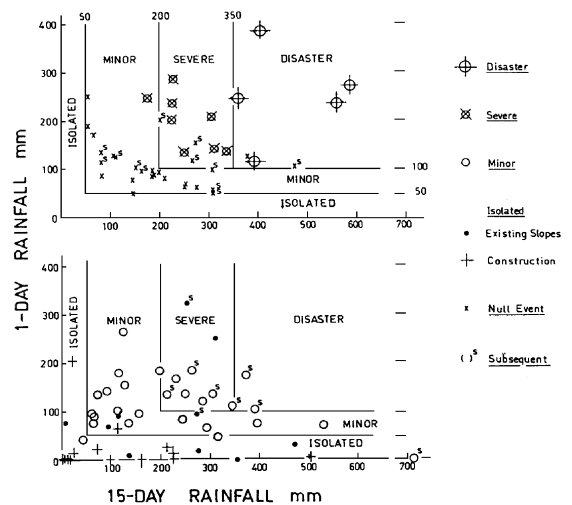 50 200 350
400
MINOR SEVERE DISASTER
300
ISOLATED
200
100
100
MINOR
50
ISOLATED
0 100 200 300 400 500 600 700
1-DAY RAINFALL mm
400
ISOLATED
MINOR SEVERE DISASTER
300
200
100
MINOR
ISOLATED
0
100 200 300 400 500 600 700
15-DAY RAINFALL mm
Disaster
Severe
Minor
Isolated
Existing Slopes
Construction
Null Event
( )s Subsequent